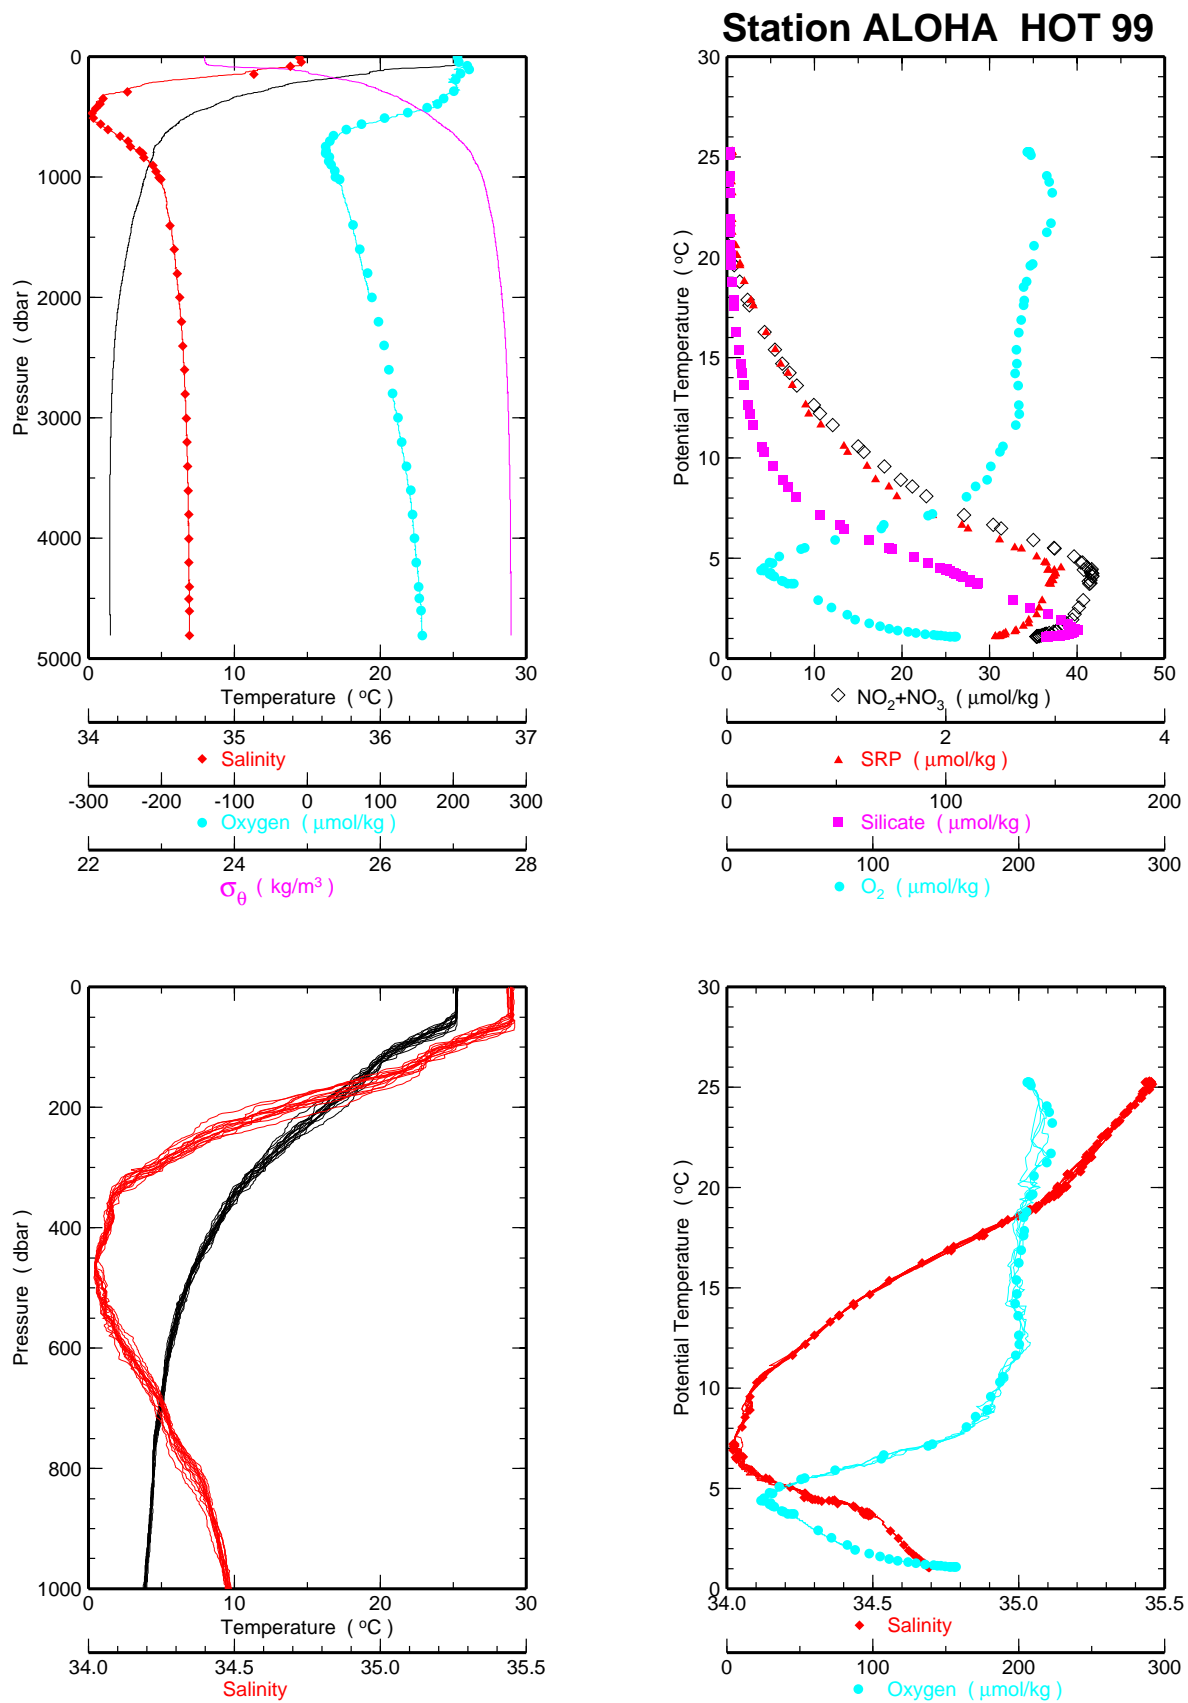 Station ALOHA HOT 99
0
1000
2000
3000
4000
5000
Pressure ( dbar)
0 10 20 30
Temperature ( °C)
34 35 36 37
Salinity
-300 -200 -100 0 100 200 300
Oxygen ( µmol/kg)
22 24 26 28
σθ ( kg/m³)
30
25
20
15
10
5
0
Potential Temperature ( °C)
0 10 20 30 40 50
NO₂+NO₃ ( µmol/kg)
0 2 4
SRP ( µmol/kg)
0 100 200
Silicate ( µmol/kg)
0 100 200 300
O₂ ( µmol/kg)
0
200
400
600
800
1000
Pressure ( dbar)
0 10 20 30
Temperature ( °C)
34.0 34.5 35.0 35.5
Salinity
30
25
20
15
10
5
0
Potential Temperature ( °C)
34.0 34.5 35.0 35.5
Salinity
0 100 200 300
Oxygen ( µmol/kg)